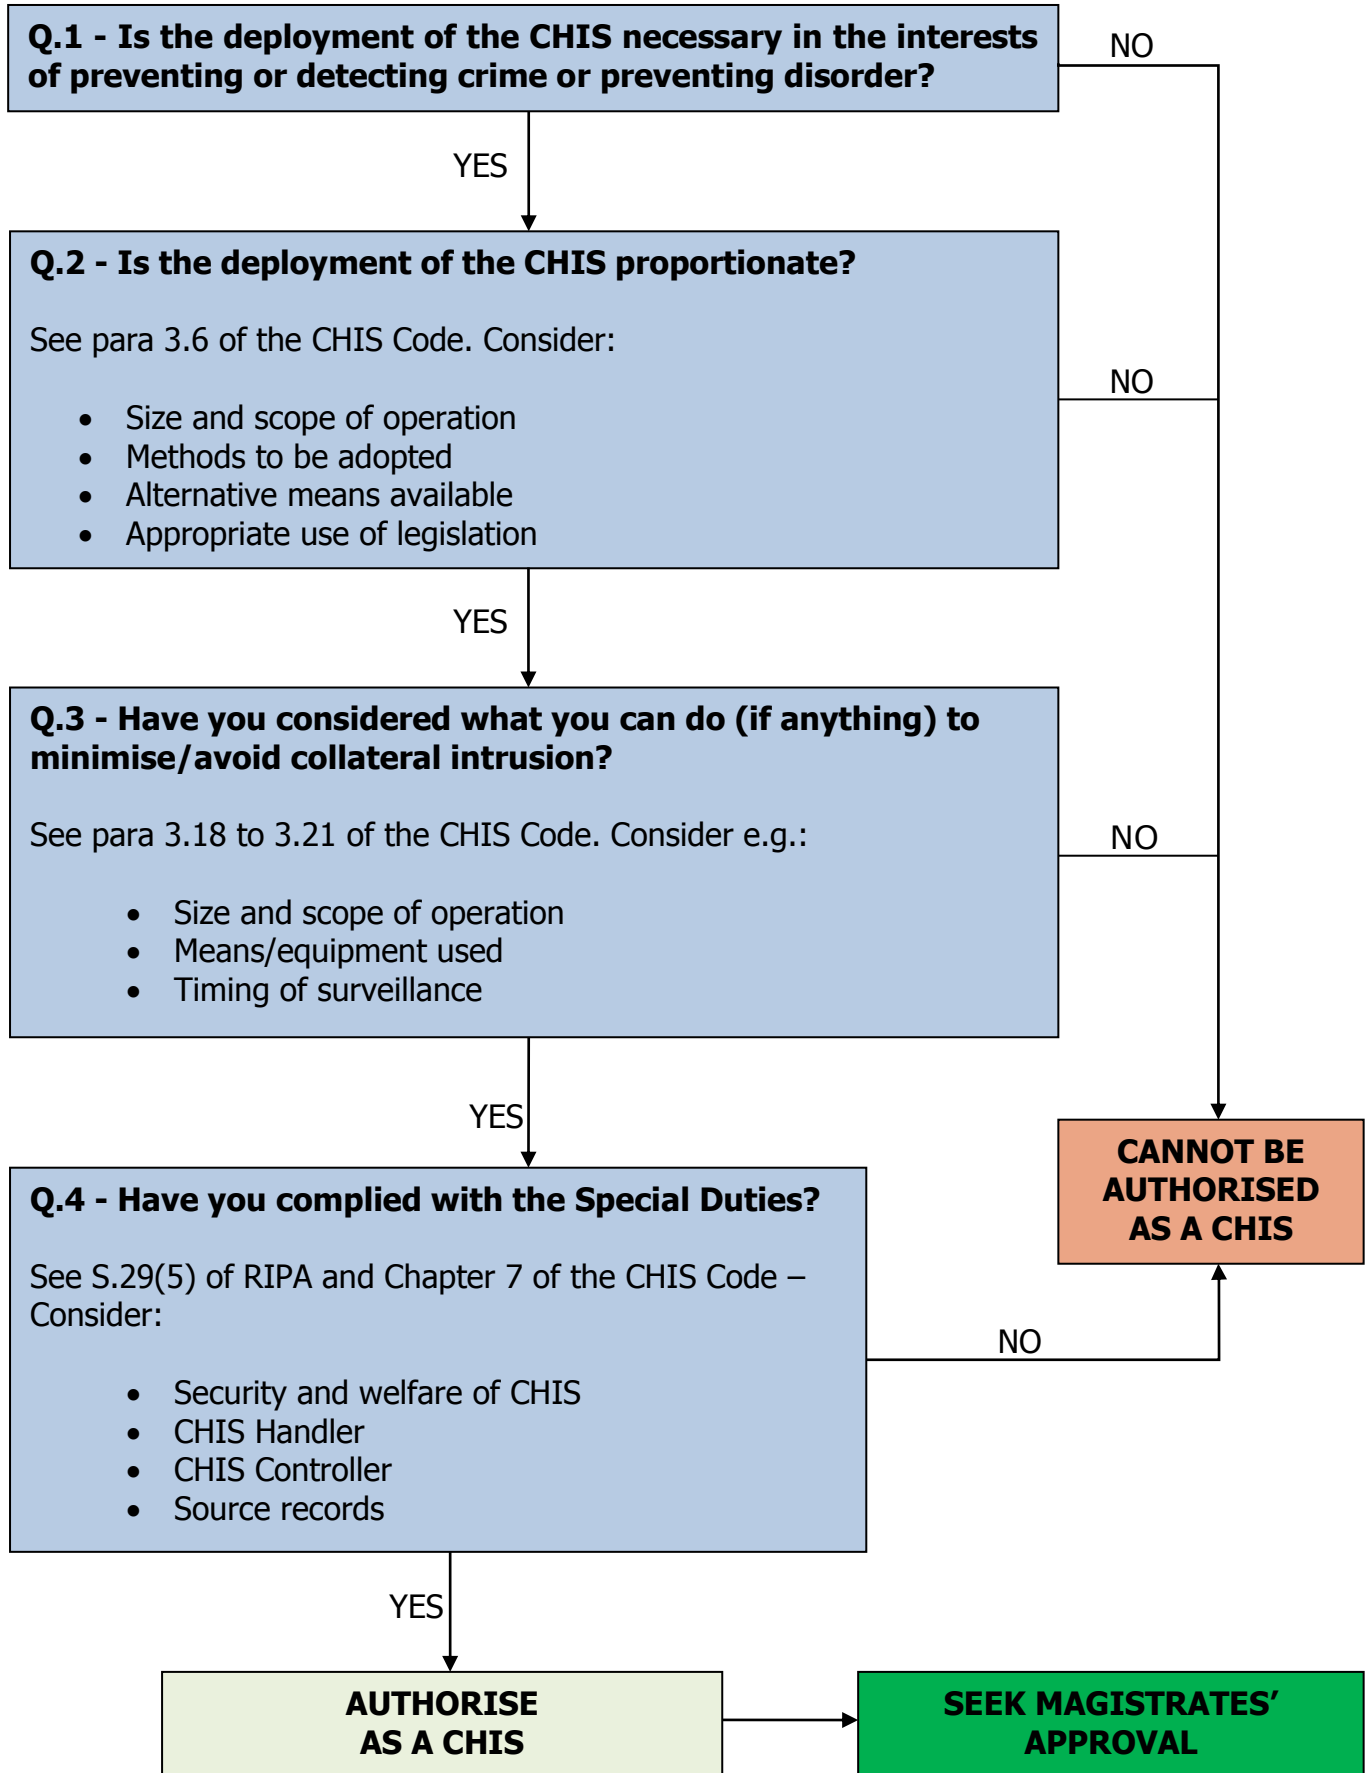 Q.1 - Is the deployment of the CHIS necessary in the interests
of preventing or detecting crime or preventing disorder?
NO
YES
Q.2 - Is the deployment of the CHIS proportionate?
See para 3.6 of the CHIS Code. Consider:
• Size and scope of operation
• Methods to be adopted
• Alternative means available
• Appropriate use of legislation
NO
YES
Q.3 - Have you considered what you can do (if anything) to
minimise/avoid collateral intrusion?
See para 3.18 to 3.21 of the CHIS Code. Consider e.g.:
• Size and scope of operation
• Means/equipment used
• Timing of surveillance
NO
YES
CANNOT BE
AUTHORISED
AS A CHIS
Q.4 - Have you complied with the Special Duties?
See S.29(5) of RIPA and Chapter 7 of the CHIS Code –
Consider:
• Security and welfare of CHIS
• CHIS Handler
• CHIS Controller
• Source records
NO
YES
AUTHORISE
AS A CHIS
SEEK MAGISTRATES’
APPROVAL